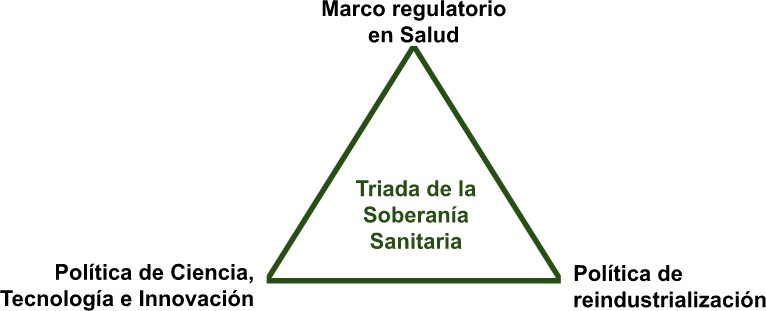 Marco regulatorio
en Salud
Triada de la
Soberanía
Sanitaria
Política de Ciencia,
Tecnología e Innovación
Política de
reindustrialización